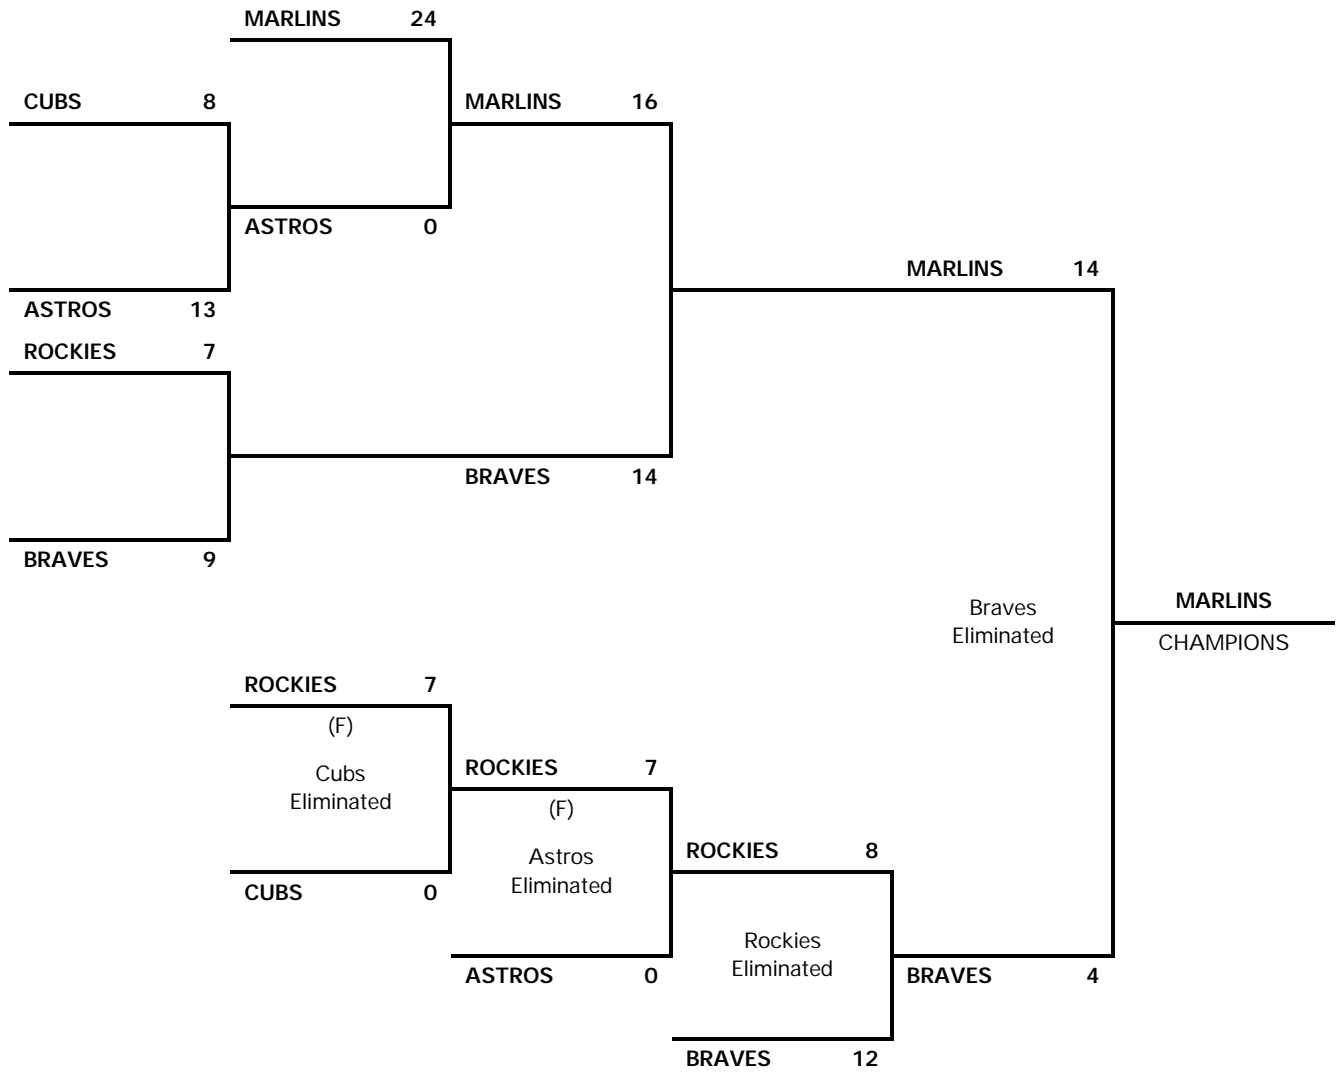 MARLINS 24
CUBS 8
MARLINS 16
ASTROS 0
MARLINS 14
ASTROS 13
ROCKIES 7
BRAVES 14
BRAVES 9
Braves
Eliminated
MARLINS
CHAMPIONS
ROCKIES 7
(F)
Cubs
Eliminated
ROCKIES 7
(F)
Astros
Eliminated
ROCKIES 8
CUBS 0
Rockies
Eliminated
ASTROS 0
BRAVES 4
BRAVES 12